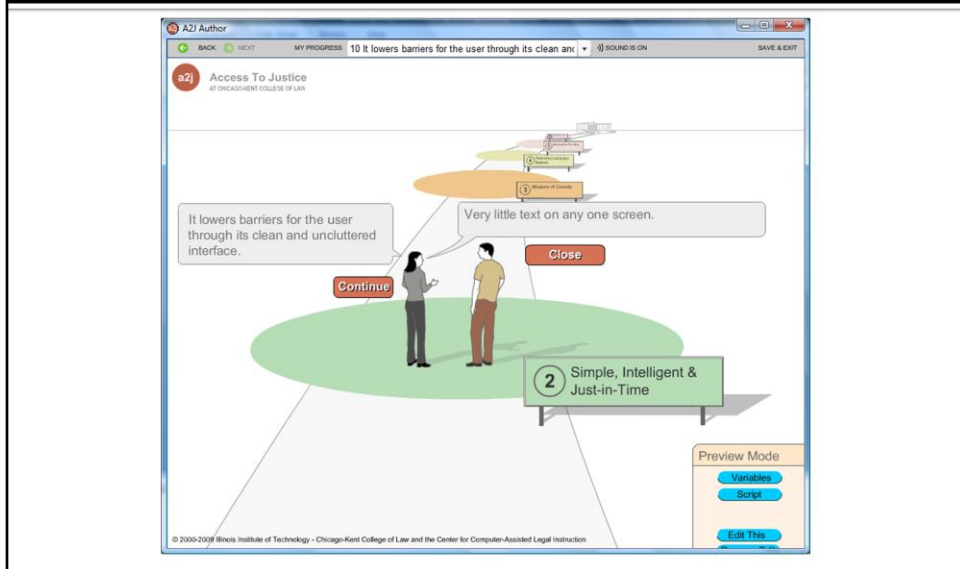 A2J Author
BACK NEXT MY PROGRESS 10 It lowers barriers for the user through its clean and SOUND IS ON SAVE & EXIT
a2j Access To Justice
AT CHICAGO-KENT COLLEGE OF LAW
3 Wisdom of Crowds
It lowers barriers for the user
through its clean and uncluttered
interface.
Very little text on any one screen.
Close
Continue
2 Simple, Intelligent &
Just-in-Time
Preview Mode
Variables
Script
Edit This
© 2000-2009 Illinois Institute of Technology - Chicago-Kent College of Law and the Center for Computer-Assisted Legal Instruction